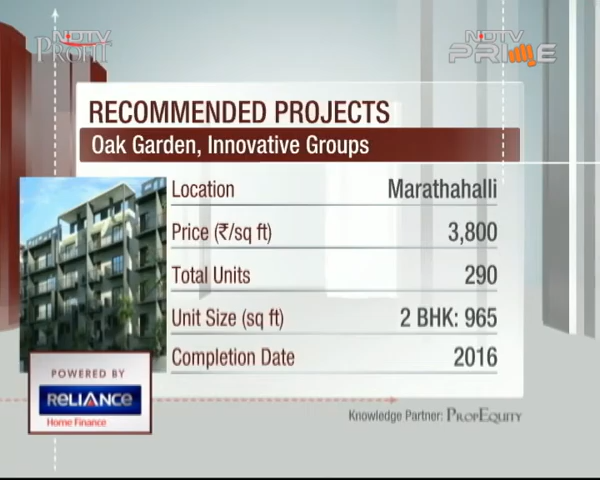 NDTV
PROFIT
NDTV
PRIME
RECOMMENDED PROJECTS
Oak Garden, Innovative Groups
Location Marathahalli
Price (₹/sq ft) 3,800
Total Units 290
Unit Size (sq ft) 2 BHK: 965
Completion Date 2016
POWERED BY
RELIANCE
Home Finance
Knowledge Partner: PROPEQUITY